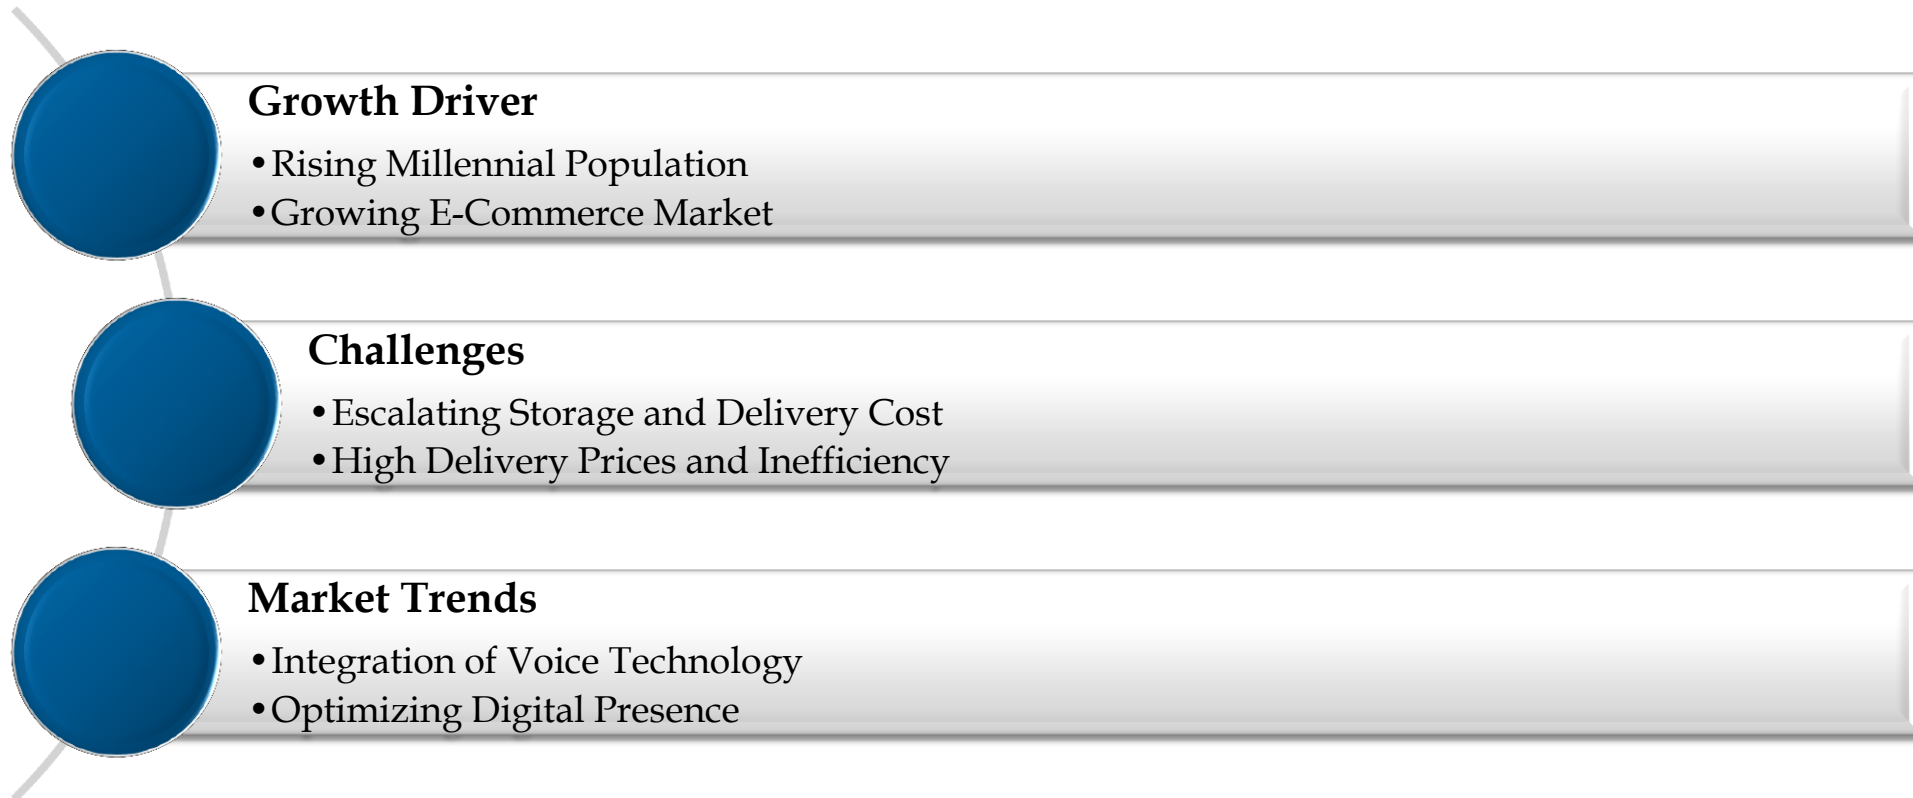 Growth Driver
•Rising Millennial Population
•Growing E-Commerce Market
Challenges
•Escalating Storage and Delivery Cost
•High Delivery Prices and Inefficiency
Market Trends
•Integration of Voice Technology
•Optimizing Digital Presence